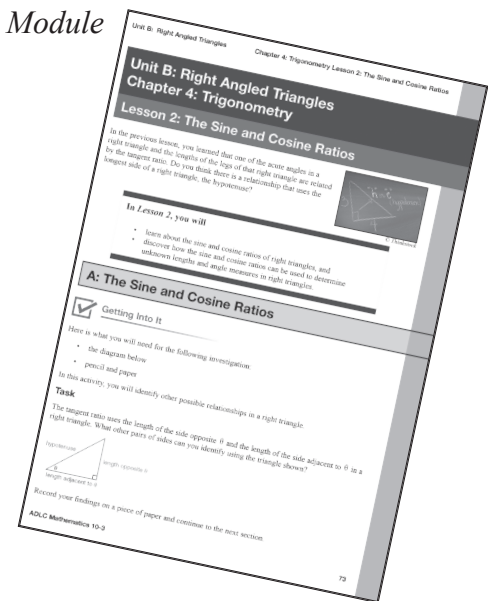 Module
Unit B: Right Angled Triangles
Chapter 4: Trigonometry Lesson 2: The Sine and Cosine Ratios
Unit B: Right Angled Triangles
Chapter 4: Trigonometry
Lesson 2: The Sine and Cosine Ratios
In the previous lesson, you learned that one of the acute angles in a
right triangle and the lengths of the legs of that right triangle are related
by the tangent ratio. Do you think there is a relationship that uses the
longest side of a right triangle, the hypotenuse?
© Thinkstock
In Lesson 2, you will
• learn about the sine and cosine ratios of right triangles, and
• discover how the sine and cosine ratios can be used to determine
unknown lengths and angle measures in right triangles.
A: The Sine and Cosine Ratios
Getting Into It
Here is what you will need for the following investigation
• the diagram below
• pencil and paper
In this activity, you will identify other possible relationships in a right triangle.
Task
The tangent ratio uses the length of the side opposite θ and the length of the side adjacent to θ in a
right triangle. What other pairs of sides can you identify using the triangle shown?
hypotenuse
length opposite θ
θ
length adjacent to θ
Record your findings on a piece of paper and continue to the next section
ADLC Mathematics 10-3
73